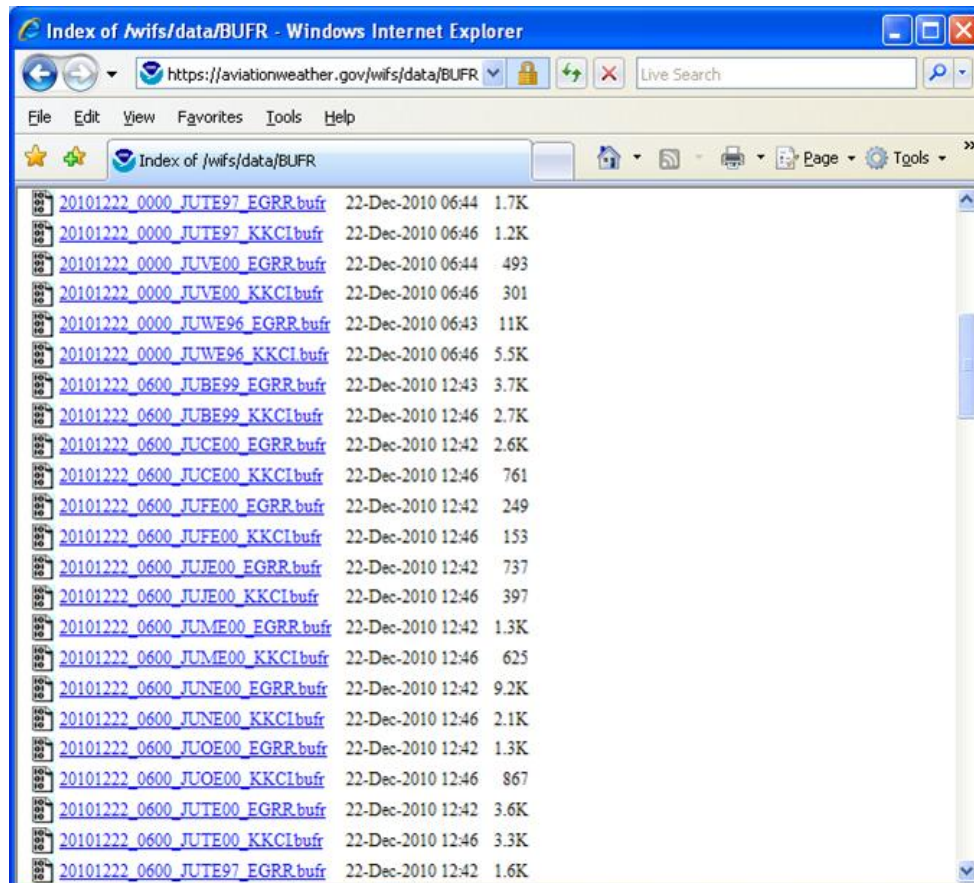 Index of /wifs/data/BUFR - Windows Internet Explorer
https://aviationweather.gov/wifs/data/BUFR Live Search
File Edit View Favorites Tools Help
Index of /wifs/data/BUFR Page Tools
20101222_0000_JUTE97_EGRR.bufr 22-Dec-2010 06:44 1.7K
20101222_0000_JUTE97_KKCI.bufr 22-Dec-2010 06:46 1.2K
20101222_0000_JUVE00_EGRR.bufr 22-Dec-2010 06:44 493
20101222_0000_JUVE00_KKCI.bufr 22-Dec-2010 06:46 301
20101222_0000_JUWE96_EGRR.bufr 22-Dec-2010 06:43 11K
20101222_0000_JUWE96_KKCI.bufr 22-Dec-2010 06:46 5.5K
20101222_0600_JUBE99_EGRR.bufr 22-Dec-2010 12:43 3.7K
20101222_0600_JUBE99_KKCI.bufr 22-Dec-2010 12:46 2.7K
20101222_0600_JUCE00_EGRR.bufr 22-Dec-2010 12:42 2.6K
20101222_0600_JUCE00_KKCI.bufr 22-Dec-2010 12:46 761
20101222_0600_JUFE00_EGRR.bufr 22-Dec-2010 12:42 249
20101222_0600_JUFE00_KKCI.bufr 22-Dec-2010 12:46 153
20101222_0600_JUJE00_EGRR.bufr 22-Dec-2010 12:42 737
20101222_0600_JUJE00_KKCI.bufr 22-Dec-2010 12:46 397
20101222_0600_JUME00_EGRR.bufr 22-Dec-2010 12:42 1.3K
20101222_0600_JUME00_KKCI.bufr 22-Dec-2010 12:46 625
20101222_0600_JUNE00_EGRR.bufr 22-Dec-2010 12:42 9.2K
20101222_0600_JUNE00_KKCI.bufr 22-Dec-2010 12:46 2.1K
20101222_0600_JUOE00_EGRR.bufr 22-Dec-2010 12:42 1.3K
20101222_0600_JUOE00_KKCI.bufr 22-Dec-2010 12:46 867
20101222_0600_JUTE00_EGRR.bufr 22-Dec-2010 12:42 3.6K
20101222_0600_JUTE00_KKCI.bufr 22-Dec-2010 12:46 3.3K
20101222_0600_JUTE97_EGRR.bufr 22-Dec-2010 12:42 1.6K